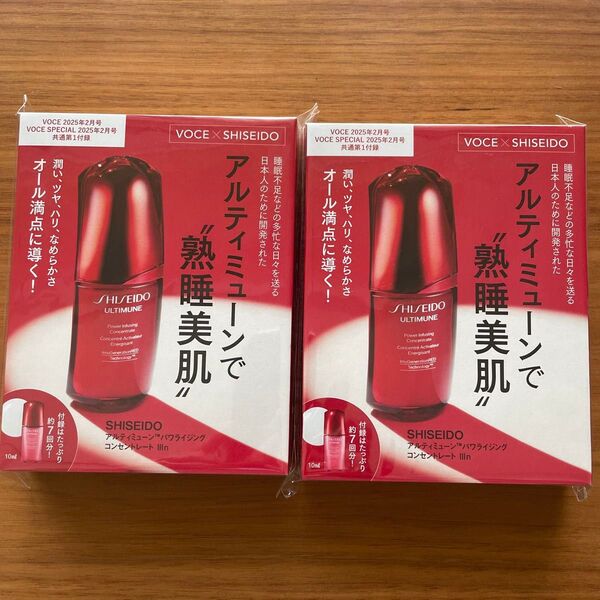 VOCE 2025年2月号
VOCE SPECIAL 2025年2月号
共通第1付録
VOCE×SHISEIDO
睡眠不足などの多忙な日々を送る
日本人のために開発された
アルティミューンで
“熟睡美肌”
潤い、ツヤ、ハリ、なめらかさ
オール満点に導く！
SHISEIDO
ULTIMUNE
Power Infusing
Concentrate
Concentré Activateur
Énergisant
付録はたっぷり
約7回分！
10mℓ
SHISEIDO
アルティミューン™ パワライジング
コンセントレート Ⅲn
VOCE 2025年2月号
VOCE SPECIAL 2025年2月号
共通第1付録
VOCE×SHISEIDO
睡眠不足などの多忙な日々を送る
日本人のために開発された
アルティミューンで
“熟睡美肌”
潤い、ツヤ、ハリ、なめらかさ
オール満点に導く！
SHISEIDO
ULTIMUNE
Power Infusing
Concentrate
Concentré Activateur
Énergisant
付録はたっぷり
約7回分！
10mℓ
SHISEIDO
アルティミューン™ パワライジング
コンセントレート Ⅲn